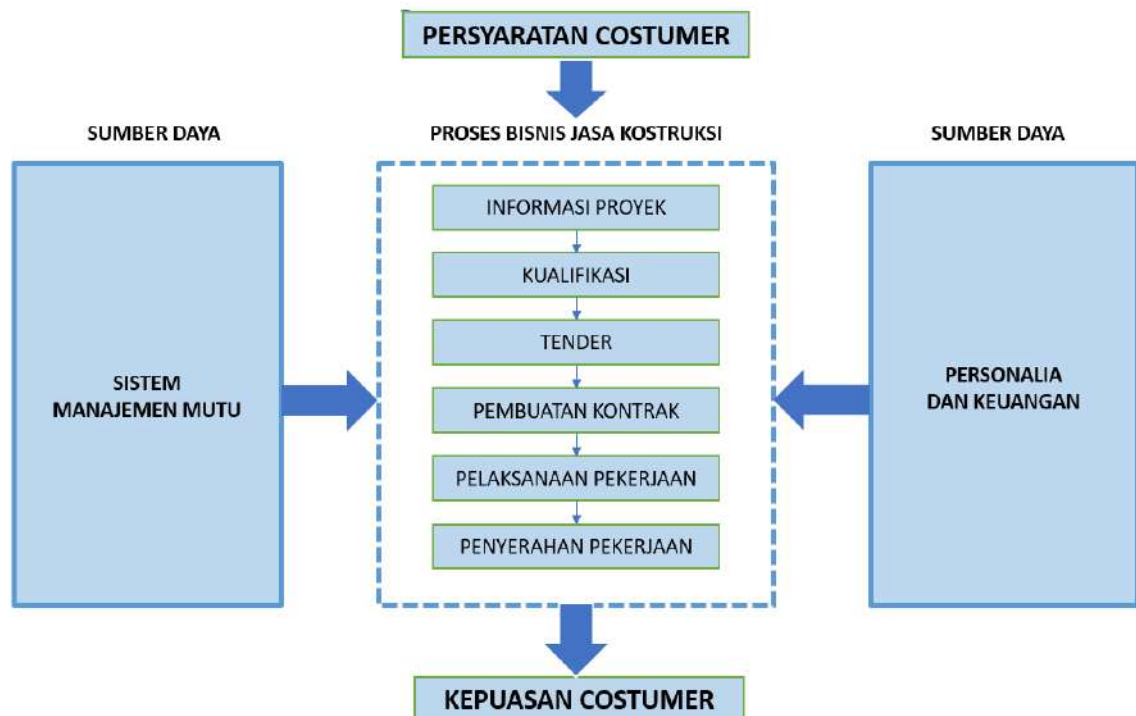 PERSYARATAN COSTUMER
SUMBER DAYA
SISTEM
MANAJEMEN MUTU
PROSES BISNIS JASA KOSTRUKSI
INFORMASI PROYEK
KUALIFIKASI
TENDER
PEMBUATAN KONTRAK
PELAKSANAAN PEKERJAAN
PENYERAHAN PEKERJAAN
SUMBER DAYA
PERSONALIA
DAN KEUANGAN
KEPUASAN COSTUMER